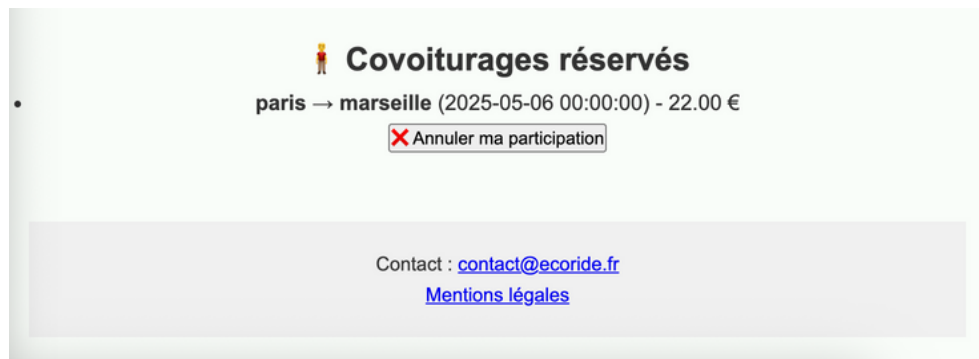 🧍 Covoiturages réservés
• paris → marseille (2025-05-06 00:00:00) - 22.00 €
❌ Annuler ma participation
Contact : contact@ecoride.fr
Mentions légales